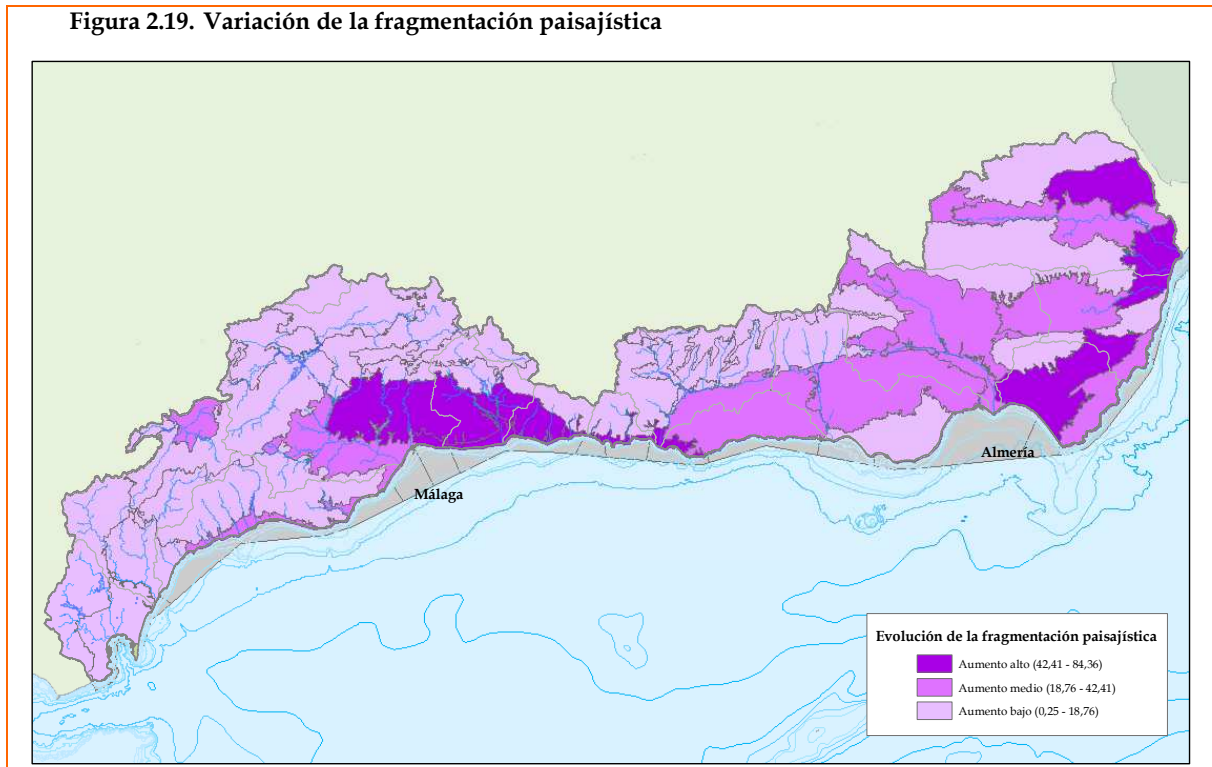 Figura 2.19. Variación de la fragmentación paisajística
Almería
Málaga
Evolución de la fragmentación paisajística
Aumento alto (42,41 - 84,36)
Aumento medio (18,76 - 42,41)
Aumento bajo (0,25 - 18,76)